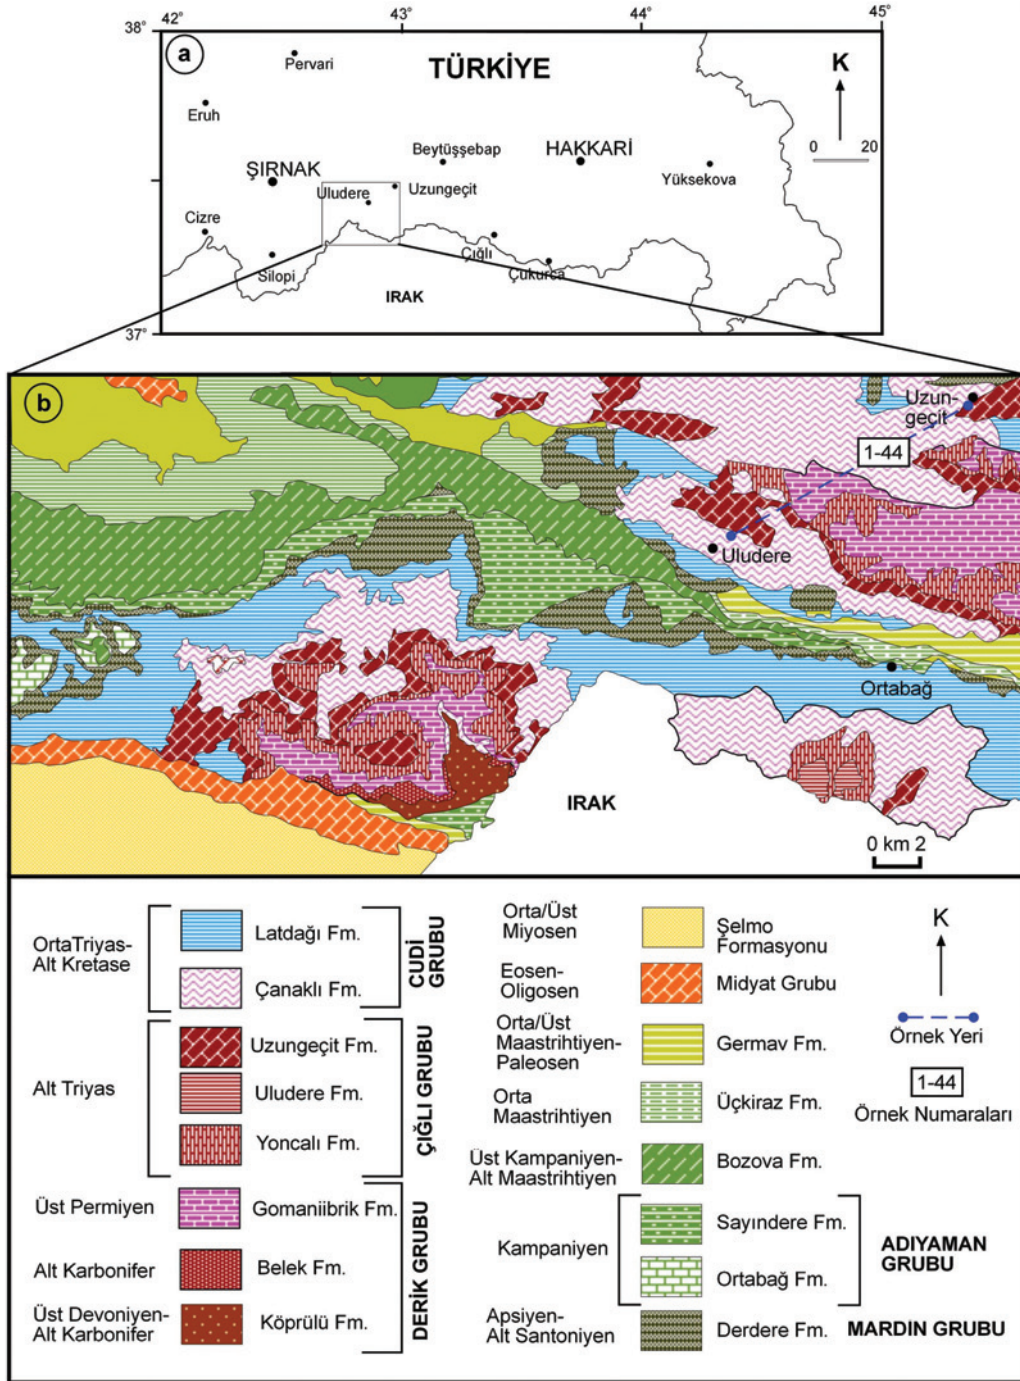 42°
43°
44°
45°
38°
a
TÜRKİYE
K
0 20
Pervari
Eruh
Beytüşşebap
HAKKARİ
ŞIRNAK
Uludere
Uzungeçit
Yüksekova
Cizre
Silopi
Çığlı
Çukurca
IRAK
37°
b
Uzun-
geçit
1-44
Uludere
Ortabağ
IRAK
0 km 2
OrtaTriyas-
Alt Kretase
Latdağı Fm.
Çanaklı Fm.
CUDİ
GRUBU
Alt Triyas
Uzungeçit Fm.
Uludere Fm.
Yoncalı Fm.
ÇIĞLI GRUBU
Üst Permiyen
Gomaniibrik Fm.
Alt Karbonifer
Belek Fm.
Üst Devoniyen-
Alt Karbonifer
Köprülü Fm.
DERİK GRUBU
Orta/Üst
Miyosen
Şelmo
Formasyonu
Eosen-
Oligosen
Midyat Grubu
Orta/Üst
Maastrihtiyen-
Paleosen
Germav Fm.
Orta
Maastrihtiyen
Üçkiraz Fm.
Üst Kampaniyen-
Alt Maastrihtiyen
Bozova Fm.
Kampaniyen
Sayındere Fm.
Ortabağ Fm.
ADIYAMAN
GRUBU
Apsiyen-
Alt Santoniyen
Derdere Fm.
MARDIN GRUBU
K
Örnek Yeri
1-44
Örnek Numaraları